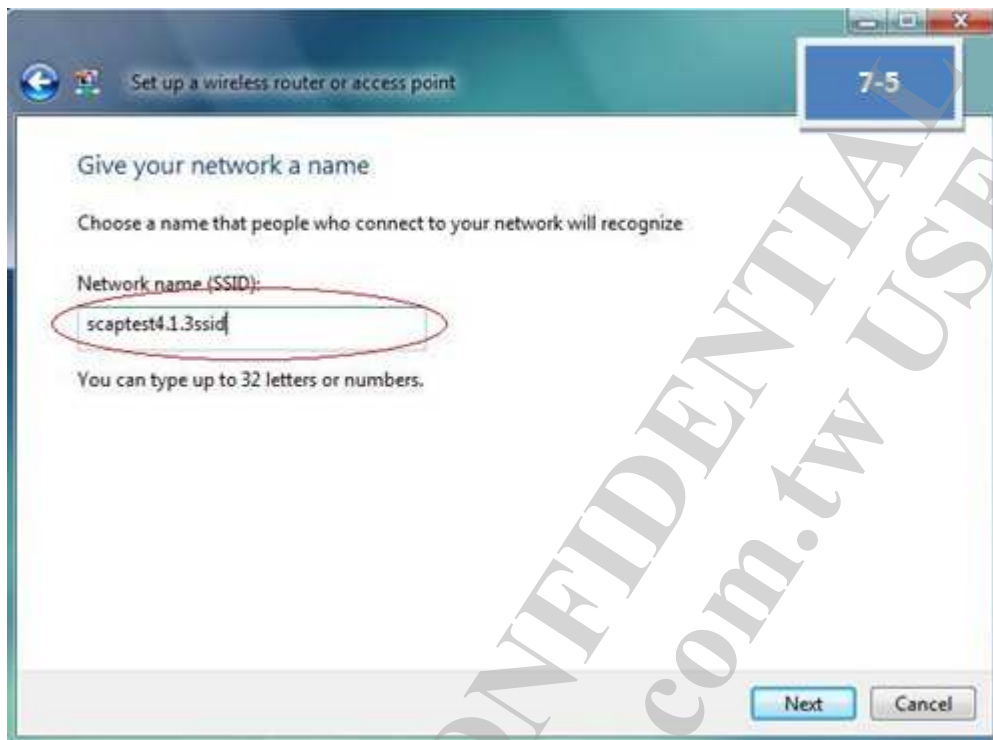 Set up a wireless router or access point
7-5
Give your network a name
Choose a name that people who connect to your network will recognize
Network name (SSID):
scaptest4.1.3ssid
You can type up to 32 letters or numbers.
Next
Cancel
ONFIDENTIAL
com.tw USE